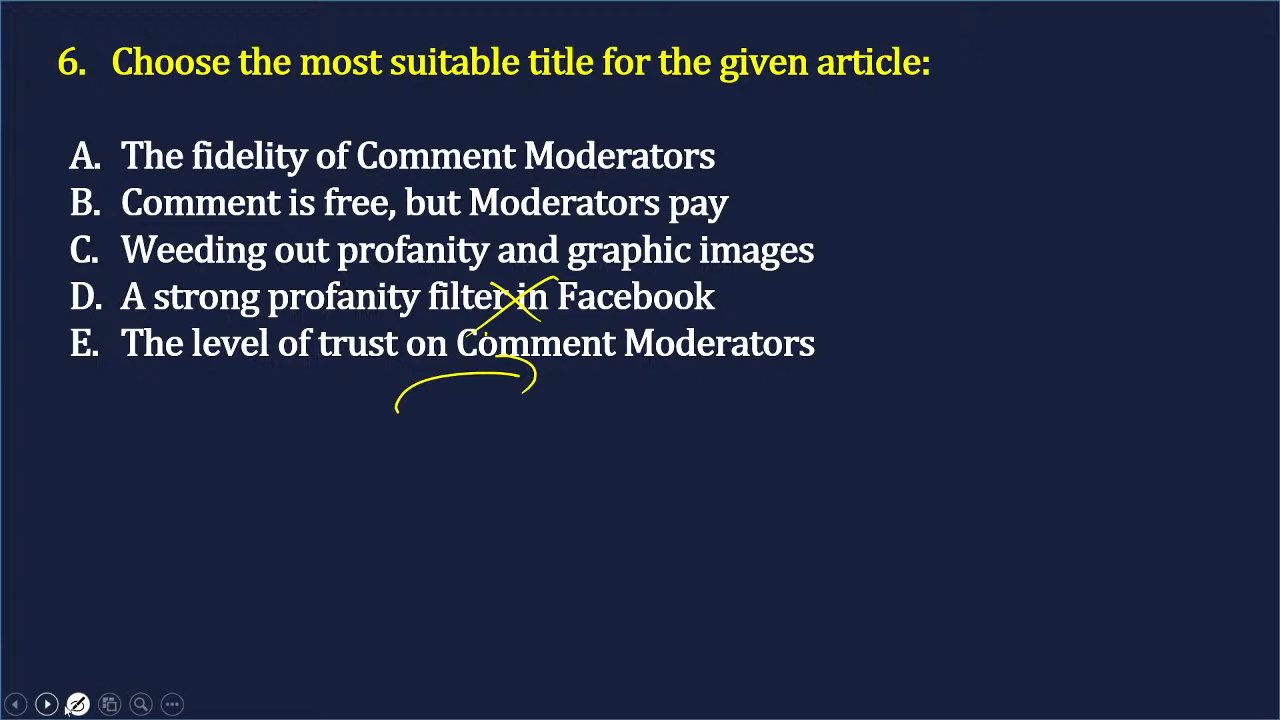 6. Choose the most suitable title for the given article:
A. The fidelity of Comment Moderators
B. Comment is free, but Moderators pay
C. Weeding out profanity and graphic images
D. A strong profanity filter in Facebook
E. The level of trust on Comment Moderators